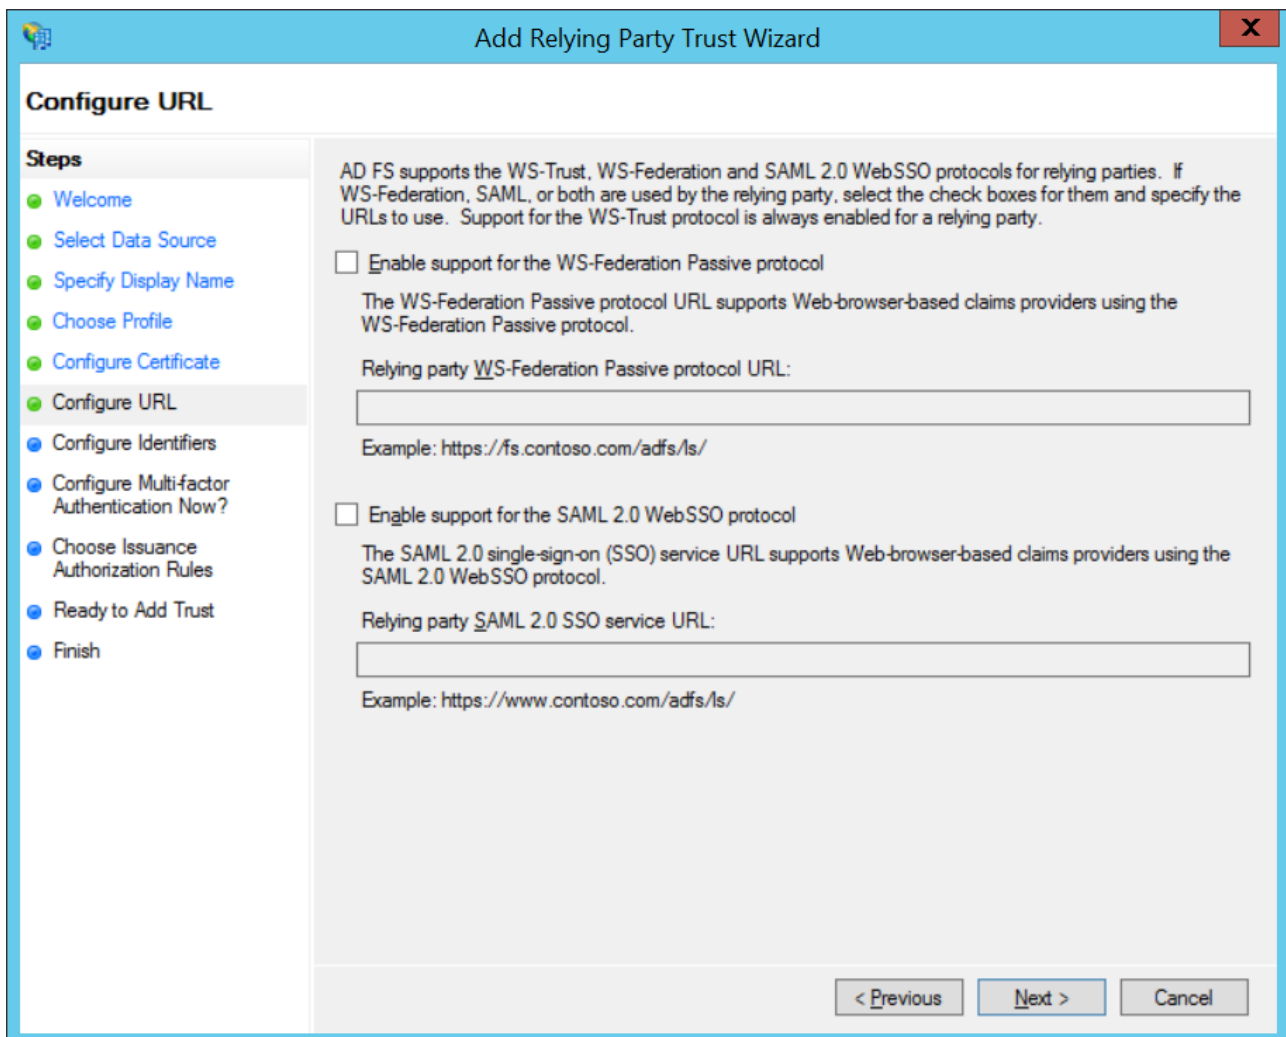 Add Relying Party Trust Wizard
X
Configure URL
Steps
Welcome
Select Data Source
Specify Display Name
Choose Profile
Configure Certificate
Configure URL
Configure Identifiers
Configure Multi-factor
Authentication Now?
Choose Issuance
Authorization Rules
Ready to Add Trust
Finish
AD FS supports the WS-Trust, WS-Federation and SAML 2.0 WebSSO protocols for relying parties.  If
WS-Federation, SAML, or both are used by the relying party, select the check boxes for them and specify the
URLs to use.  Support for the WS-Trust protocol is always enabled for a relying party.
Enable support for the WS-Federation Passive protocol
The WS-Federation Passive protocol URL supports Web-browser-based claims providers using the
WS-Federation Passive protocol.
Relying party WS-Federation Passive protocol URL:
Example: https://fs.contoso.com/adfs/ls/
Enable support for the SAML 2.0 WebSSO protocol
The SAML 2.0 single-sign-on (SSO) service URL supports Web-browser-based claims providers using the
SAML 2.0 WebSSO protocol.
Relying party SAML 2.0 SSO service URL:
Example: https://www.contoso.com/adfs/ls/
< Previous
Next >
Cancel